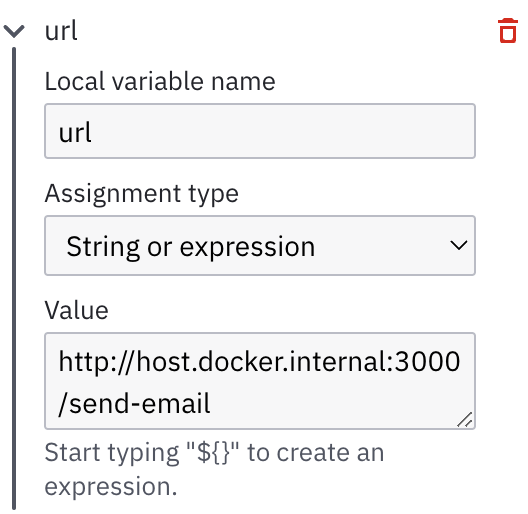 url
Local variable name
url
Assignment type
String or expression
Value
http://host.docker.internal:3000
/send-email
Start typing "${}" to create an
expression.